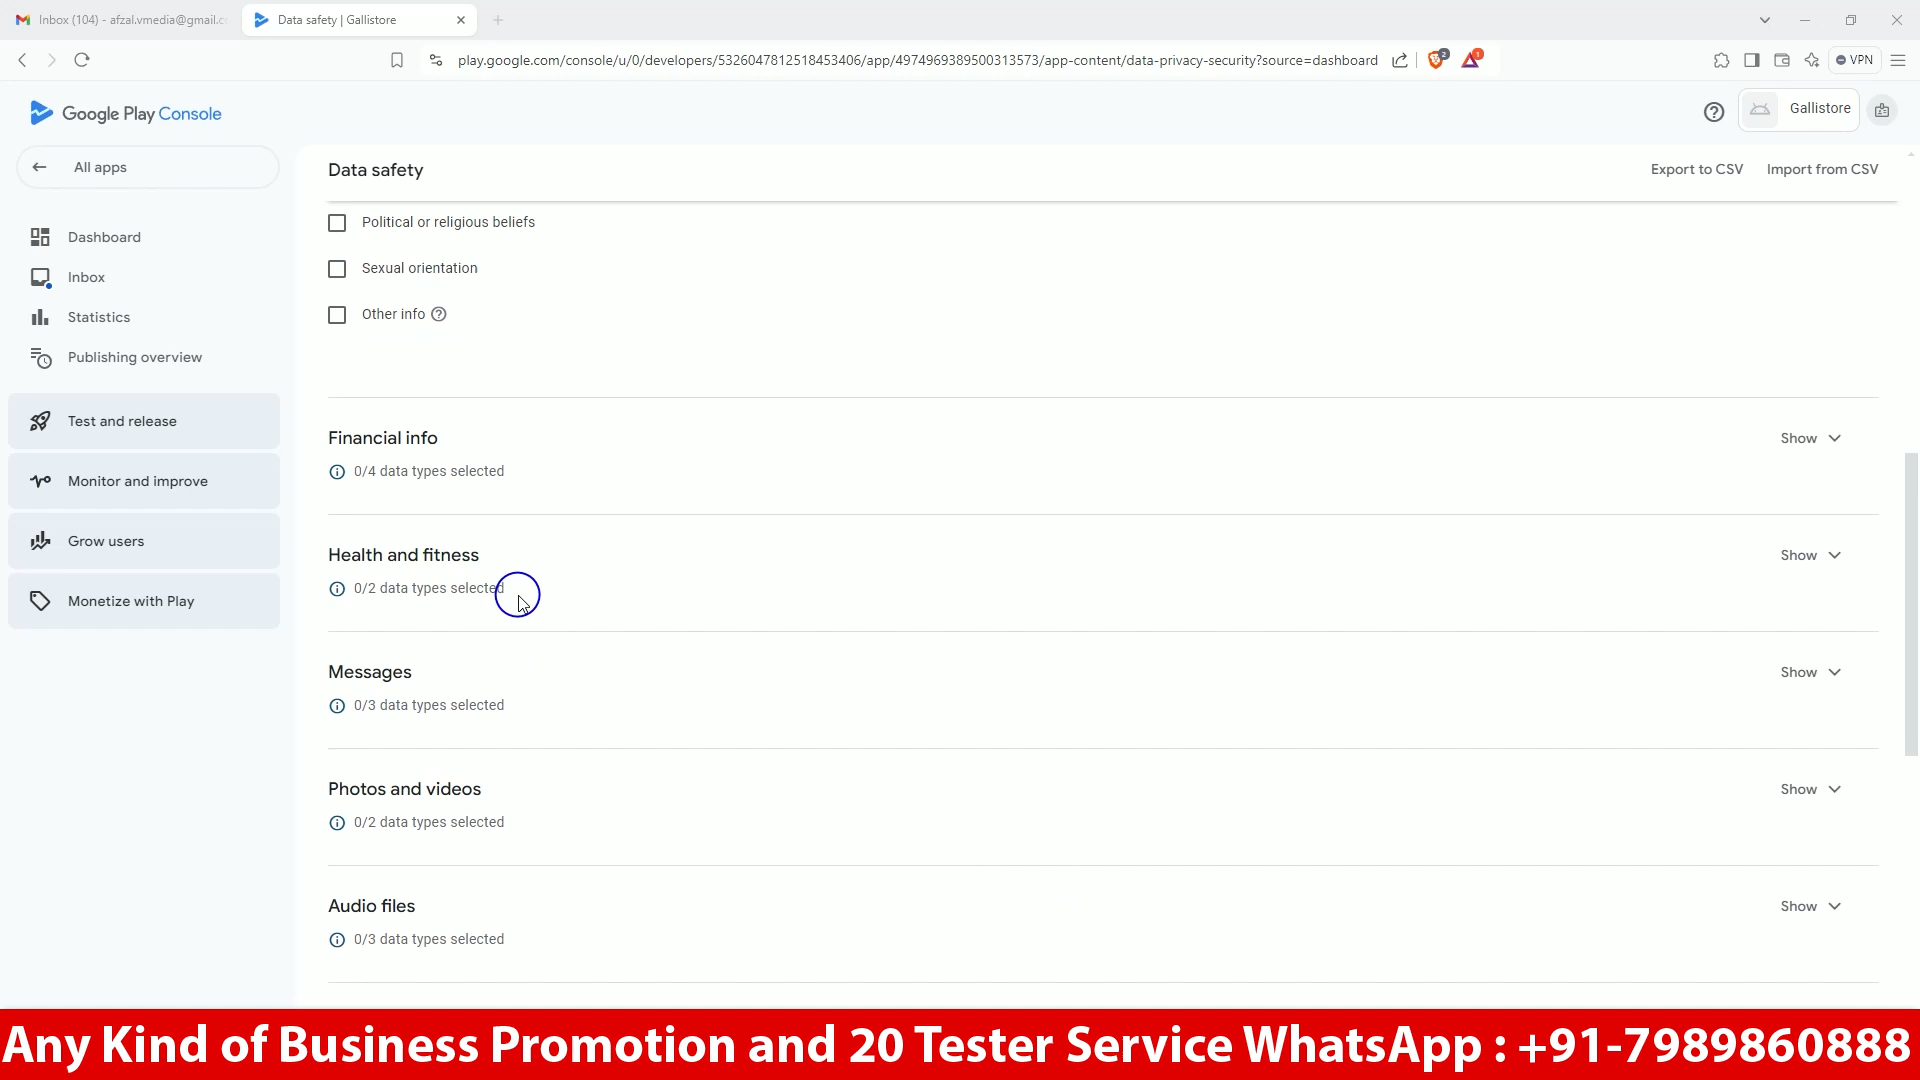 Inbox (104) - afzal.vmedia@gmail.c
Data safety | Gallistore
play.google.com/console/u/0/developers/5326047812518453406/app/4974969389500313573/app-content/data-privacy-security?source=dashboard
2
1
VPN
Google Play Console
Gallistore
All apps
Data safety
Export to CSV
Import from CSV
Dashboard
Inbox
Statistics
Publishing overview
Test and release
Monitor and improve
Grow users
Monetize with Play
Political or religious beliefs
Sexual orientation
Other info
Financial info
Show
0/4 data types selected
Health and fitness
Show
0/2 data types selected
Messages
Show
0/3 data types selected
Photos and videos
Show
0/2 data types selected
Audio files
Show
0/3 data types selected
Any Kind of Business Promotion and 20 Tester Service WhatsApp : +91-7989860888